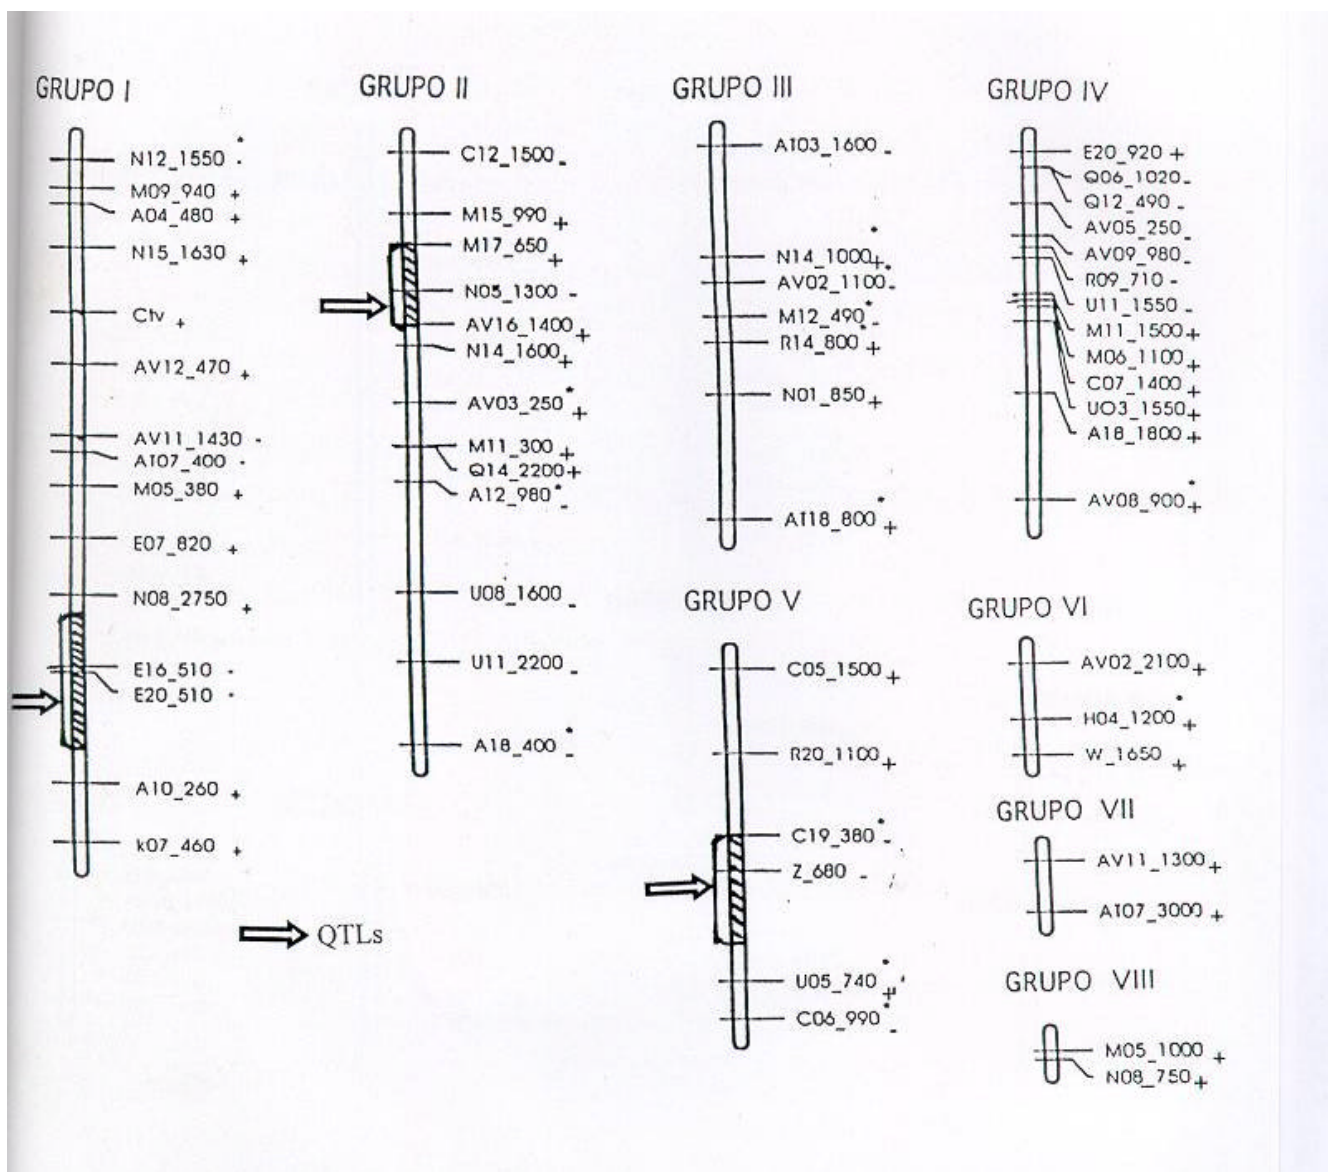 GRUPO I
N12_1550 * -
M09_940 +
A04_480 +
N15_1630 +
Ctv +
AV12_470 +
AV11_1430 -
A107_400 -
M05_380 +
E07_820 +
N08_2750 +
E16_510 -
E20_510 -
A10_260 +
k07_460 +
GRUPO II
C12_1500 -
M15_990 +
M17_650 +
N05_1300 -
AV16_1400 +
N14_1600 +
AV03_250 * +
M11_300 +
Q14_2200 +
A12_980 * -
U08_1600 -
U11_2200 -
A18_400 * -
GRUPO III
A103_1600 -
N14_1000 * +
AV02_1100 * -
M12_490 * -
R14_800 * +
N01_850 +
A118_800 * +
GRUPO IV
E20_920 +
Q06_1020 -
Q12_490 -
AV05_250 -
AV09_980 -
R09_710 -
U11_1550 -
M11_1500 +
M06_1100 +
C07_1400 +
UO3_1550 +
A18_1800 +
AV08_900 * +
GRUPO V
C05_1500 +
R20_1100 +
C19_380 * -
Z_680 -
U05_740 * +
C06_990 * -
GRUPO VI
AV02_2100 +
H04_1200 * +
W_1650 +
GRUPO VII
AV11_1300 +
A107_3000 +
GRUPO VIII
M05_1000 +
N08_750 +
QTLs